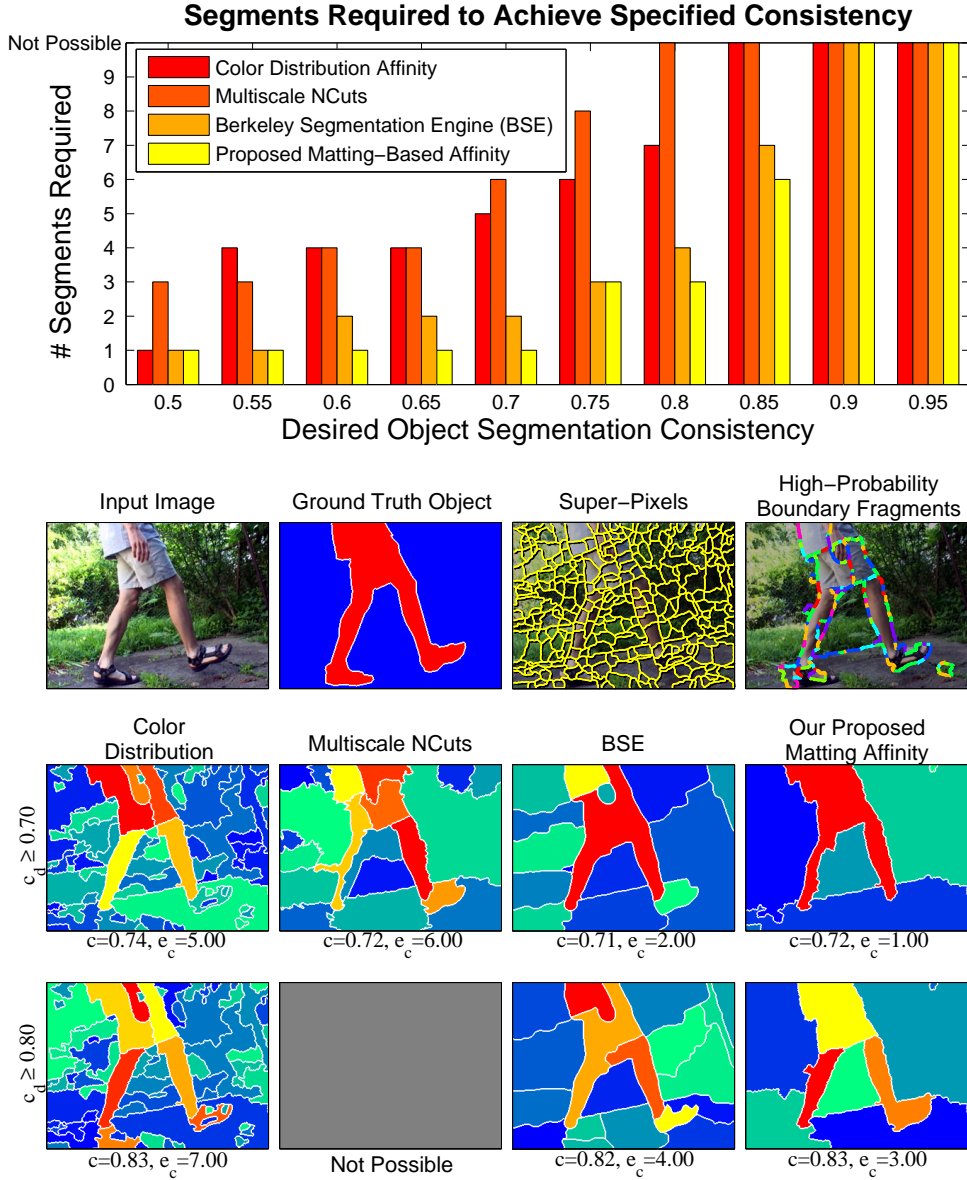 Segments Required to Achieve Specified Consistency
Not Possible
9
8
7
6
5
4
3
2
1
0
# Segments Required
Color Distribution Affinity
Multiscale NCuts
Berkeley Segmentation Engine (BSE)
Proposed Matting−Based Affinity
0.5 0.55 0.6 0.65 0.7 0.75 0.8 0.85 0.9 0.95
Desired Object Segmentation Consistency
Input Image
Ground Truth Object
Super−Pixels
High−Probability
Boundary Fragments
Color
Distribution
Multiscale NCuts
BSE
Our Proposed
Matting Affinity
c_d ≥ 0.70
c=0.74, e_c=5.00
c=0.72, e_c=6.00
c=0.71, e_c=2.00
c=0.72, e_c=1.00
c_d ≥ 0.80
c=0.83, e_c=7.00
Not Possible
c=0.82, e_c=4.00
c=0.83, e_c=3.00